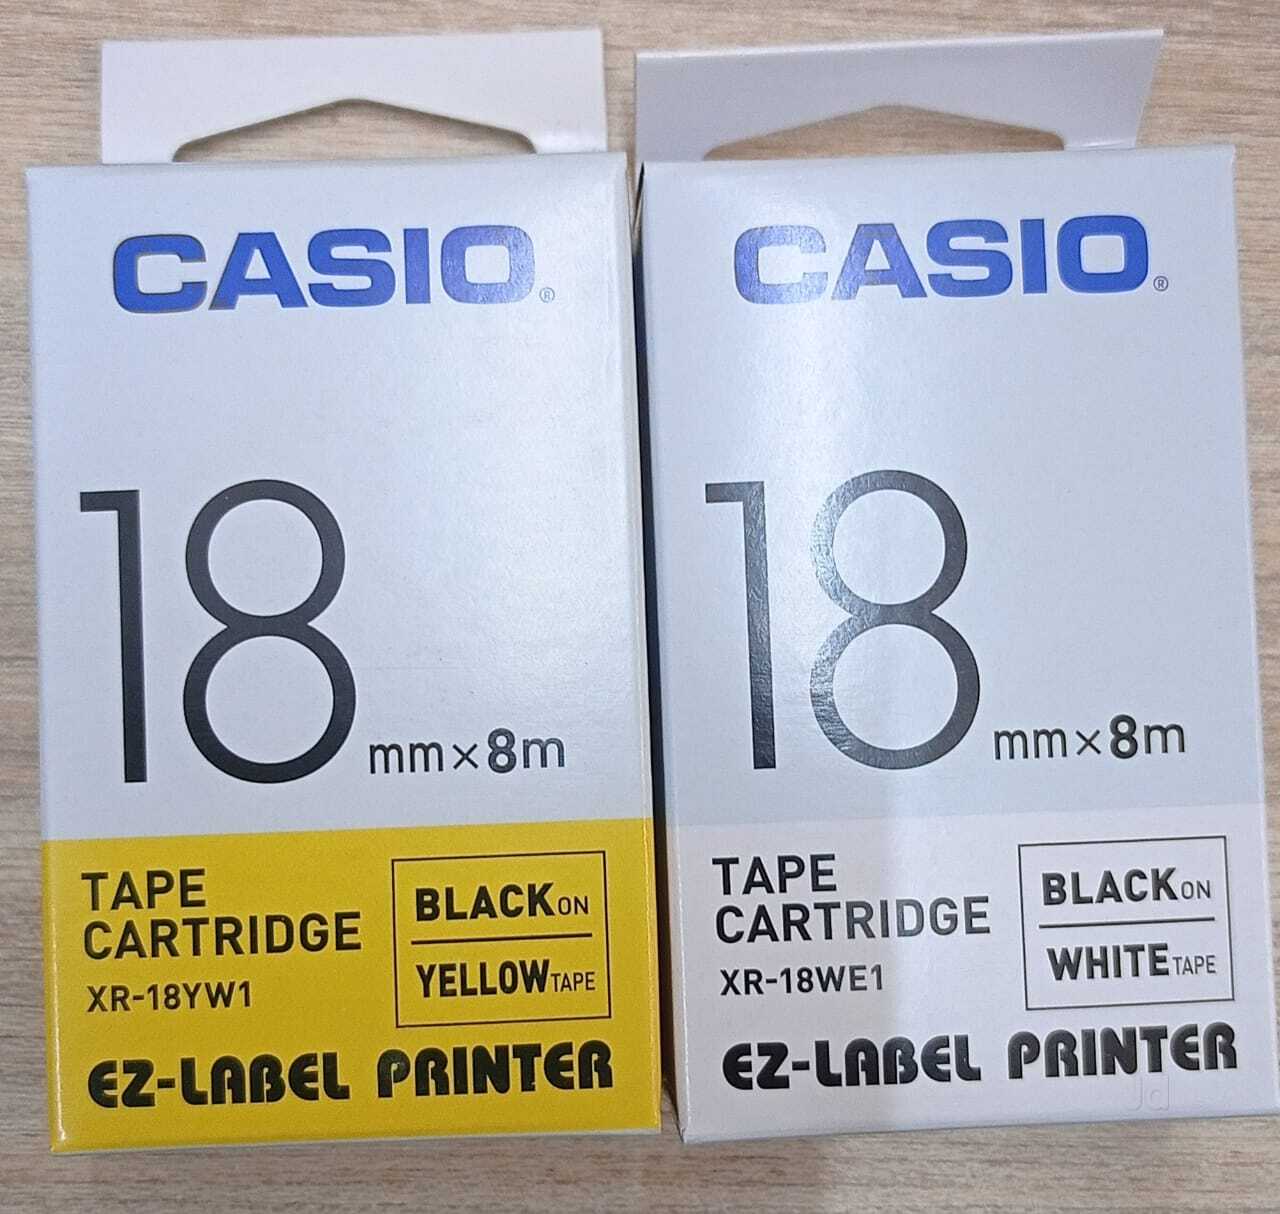 CASIO®
18 mm×8m
TAPE
CARTRIDGE
XR-18YW1
BLACK ON
YELLOW TAPE
EZ-LABEL PRINTER
CASIO®
18 mm×8m
TAPE
CARTRIDGE
XR-18WE1
BLACK ON
WHITE TAPE
EZ-LABEL PRINTER
Jd